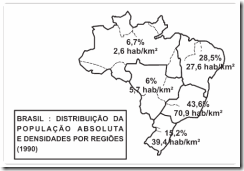 6,7%
2,6 hab/km²
28,5%
27,6 hab/km²
6%
5,7 hab/km²
43,6%
70,9 hab/km²
15,2%
39,4 hab/km²
BRASIL : DISTRIBUIÇÃO DA
POPULAÇÃO ABSOLUTA
E DENSIDADES POR REGIÕES
(1990)